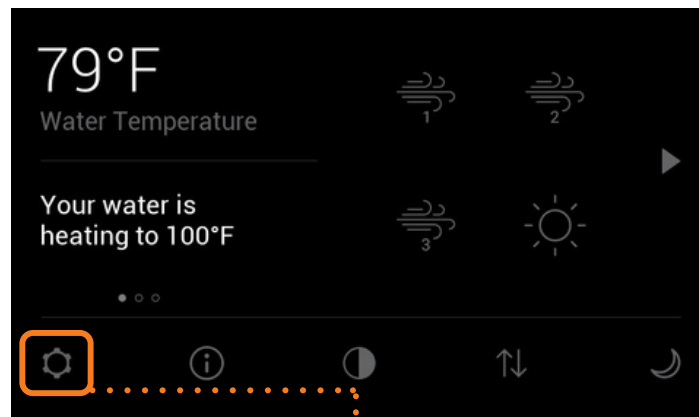 79°F
Water Temperature
Your water is
heating to 100°F
1
2
3